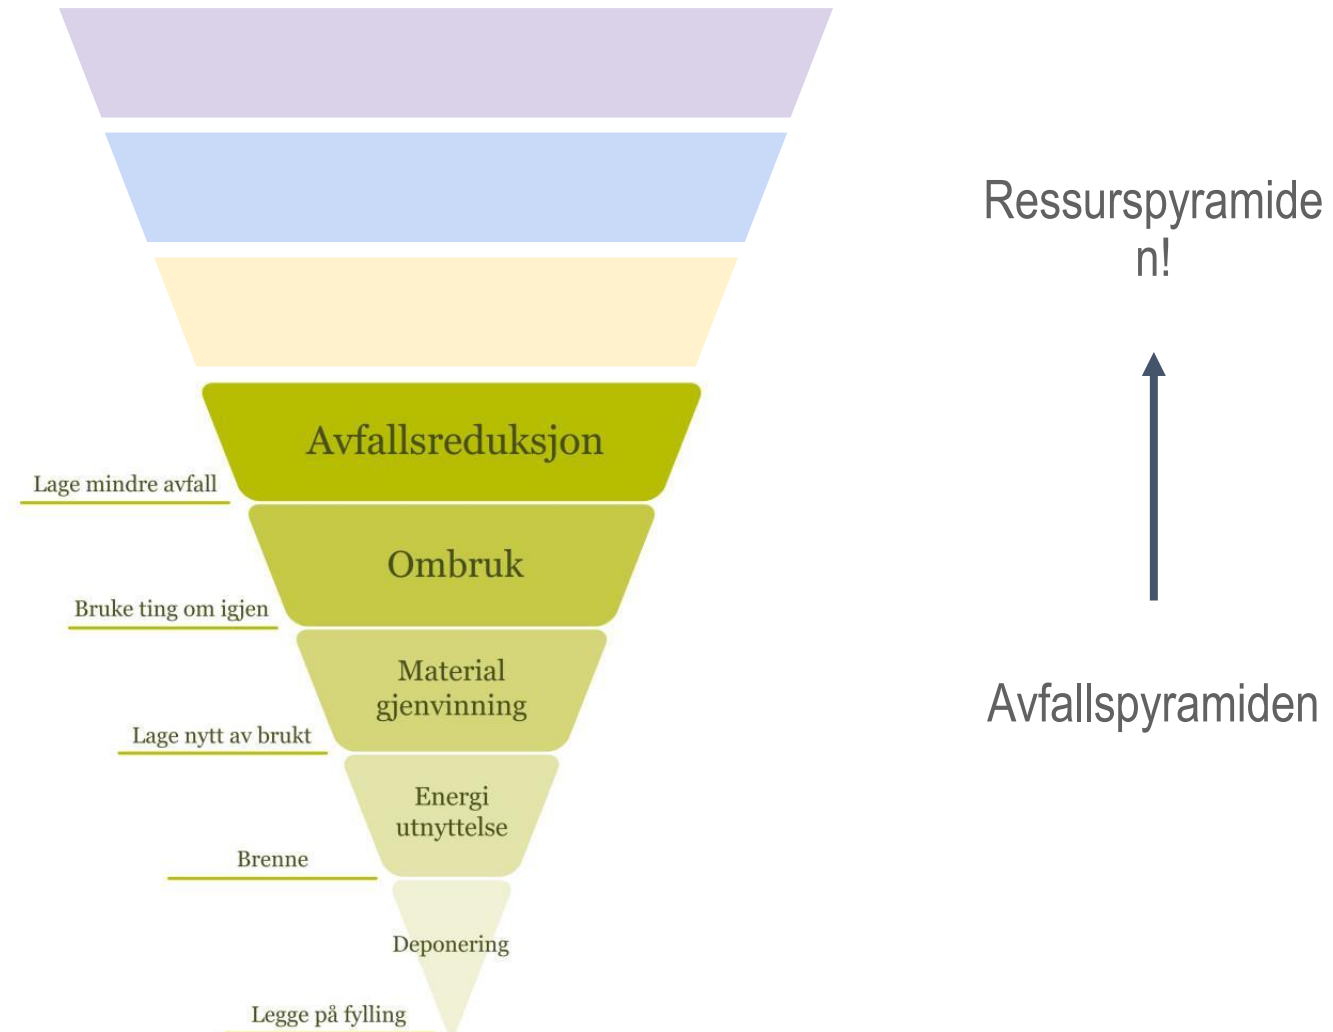 Ressurspyramide
n!
Avfallsreduksjon
Lage mindre avfall
Ombruk
Bruke ting om igjen
Material
gjenvinning
Avfallspyramiden
Lage nytt av brukt
Energi
utnyttelse
Brenne
Deponering
Legge på fylling